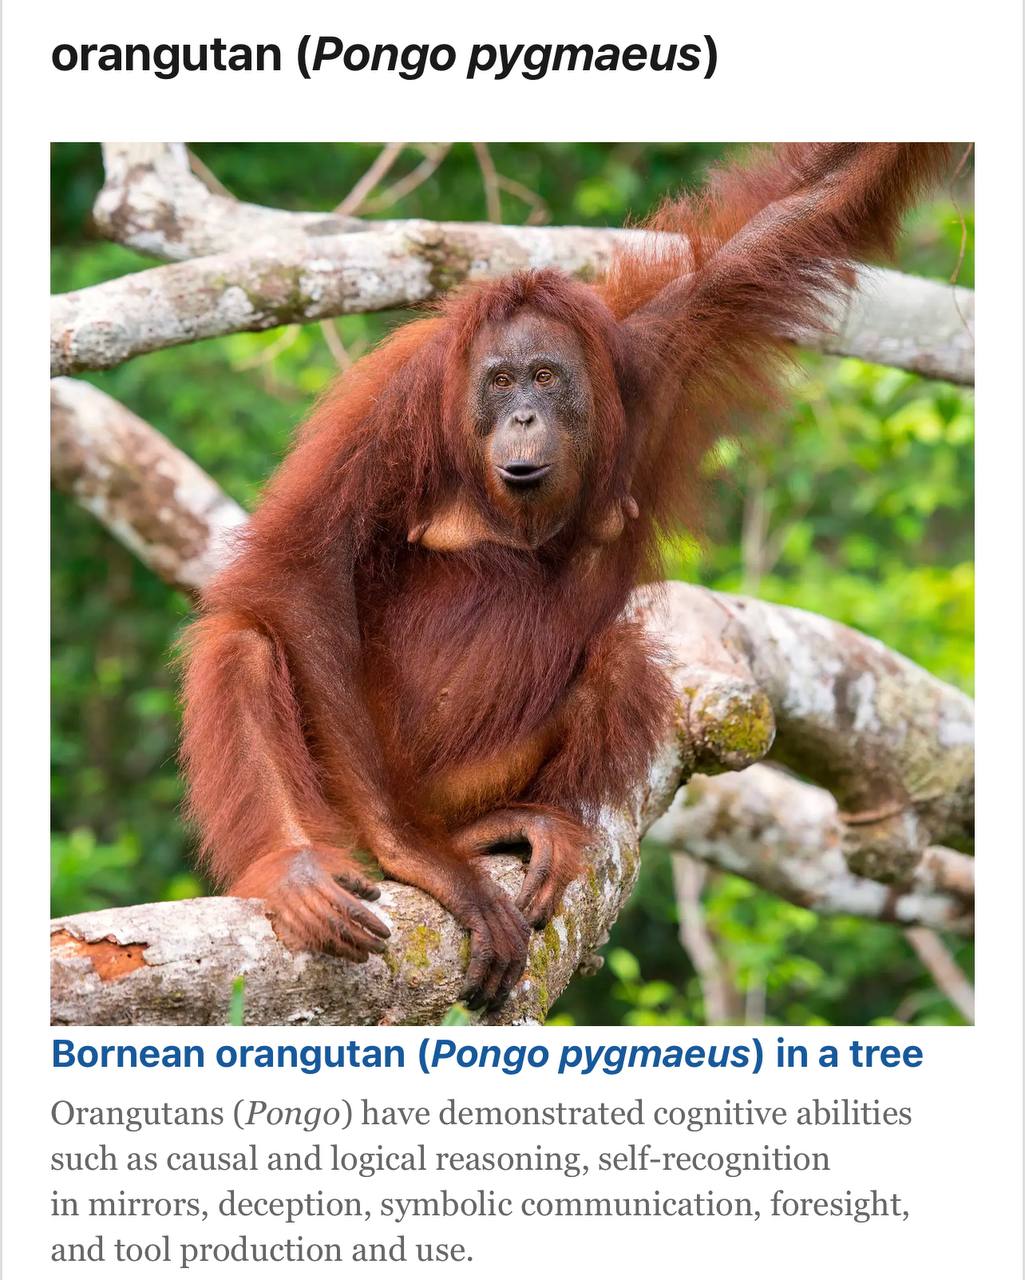 orangutan (Pongo pygmaeus)
Bornean orangutan (Pongo pygmaeus) in a tree
Orangutans (Pongo) have demonstrated cognitive abilities
such as causal and logical reasoning, self-recognition
in mirrors, deception, symbolic communication, foresight,
and tool production and use.